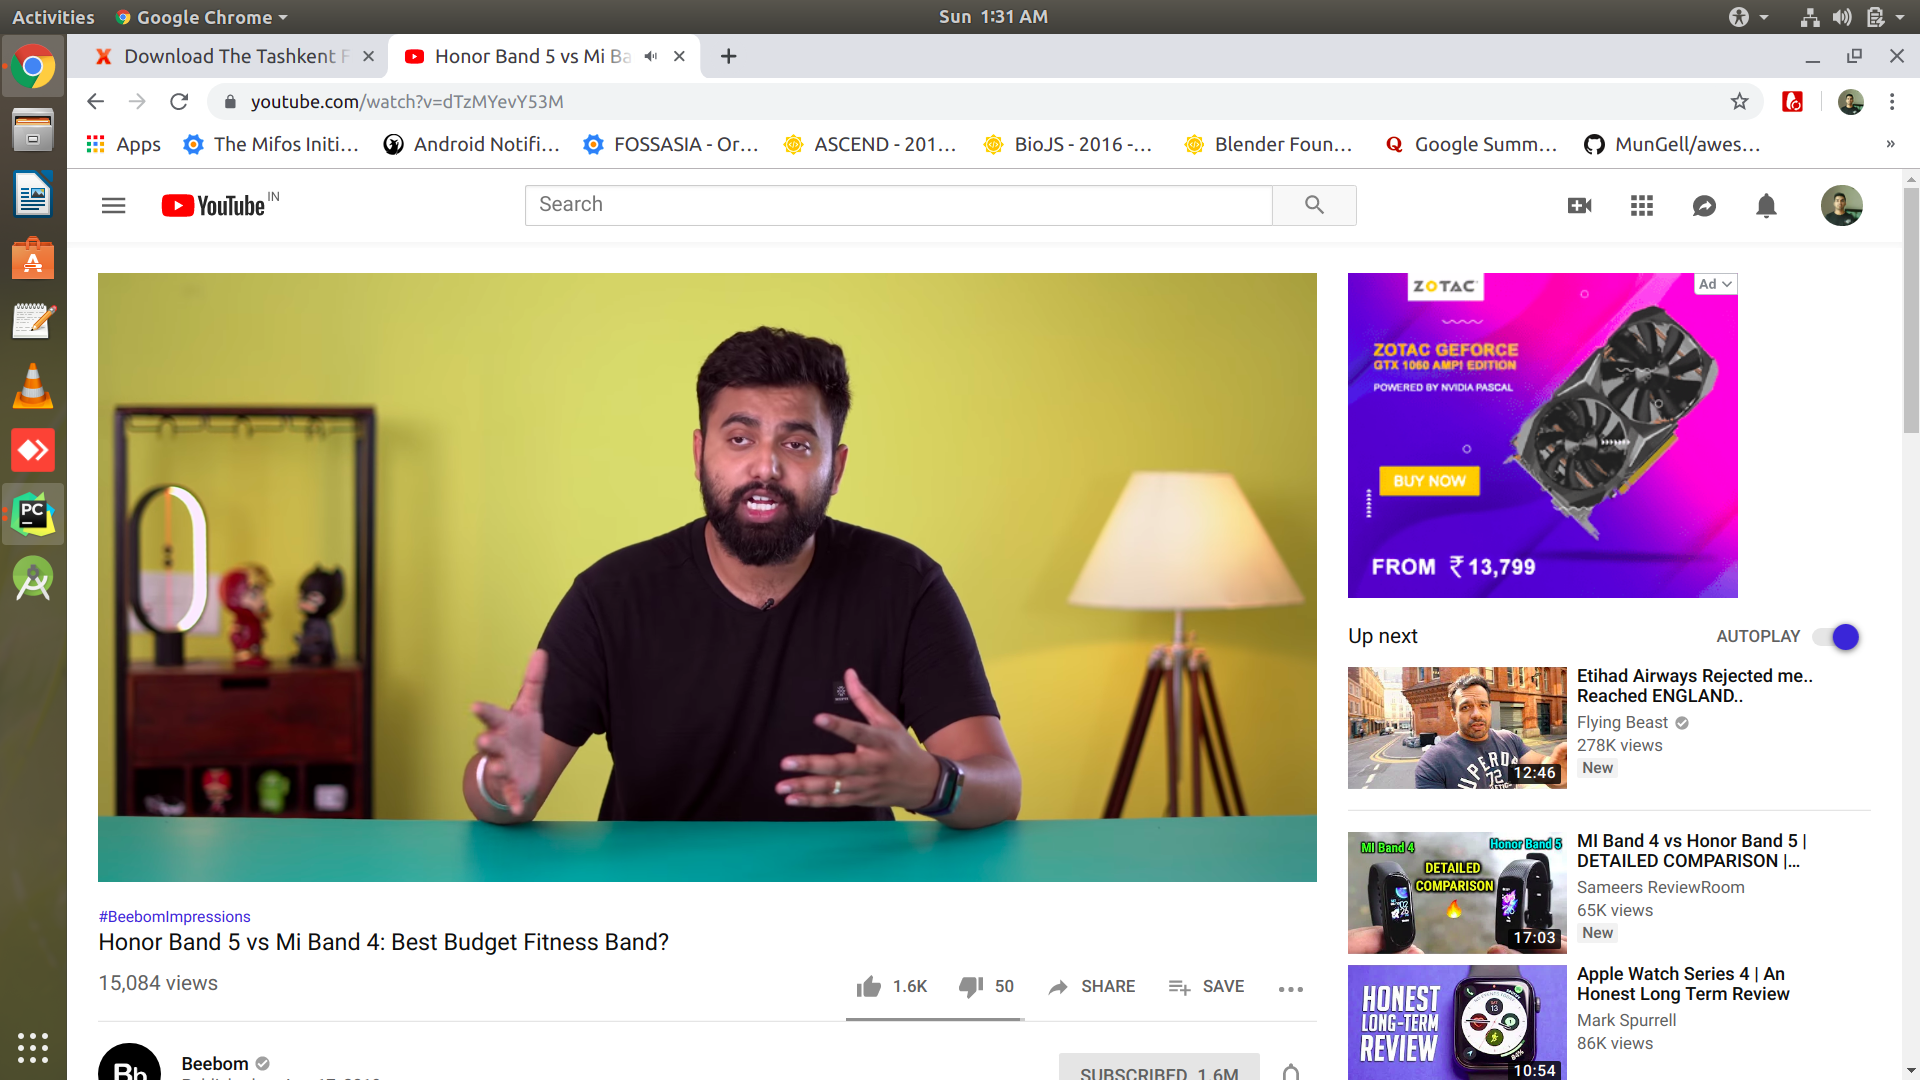 Activities
Google Chrome
Sun 1:31 AM
Download The Tashkent F
Honor Band 5 vs Mi Ba
youtube.com/watch?v=dTzMYevY53M
Apps
The Mifos Initi...
Android Notifi...
FOSSASIA - Or...
ASCEND - 201...
BioJS - 2016 -...
Blender Foun...
Google Summ...
MunGell/awes...
»
YouTube IN
Search
ZOTAC
Ad
ZOTAC GEFORCE
GTX 1060 AMP! EDITION
POWERED BY NVIDIA PASCAL
BUY NOW
FROM ₹13,799
Up next
AUTOPLAY
Etihad Airways Rejected me..
Reached ENGLAND..
Flying Beast
278K views
New
12:46
MI Band 4 vs Honor Band 5 |
DETAILED COMPARISON |...
Sameers ReviewRoom
65K views
New
MI Band 4
Honor Band 5
DETAILED
COMPARISON
17:03
Apple Watch Series 4 | An
Honest Long Term Review
Mark Spurrell
86K views
HONEST
LONG-TERM
REVIEW
10:54
#BeebomImpressions
Honor Band 5 vs Mi Band 4: Best Budget Fitness Band?
15,084 views
1.6K
50
SHARE
SAVE
Bb
Beebom
SUBSCRIBED 1.6M
PC